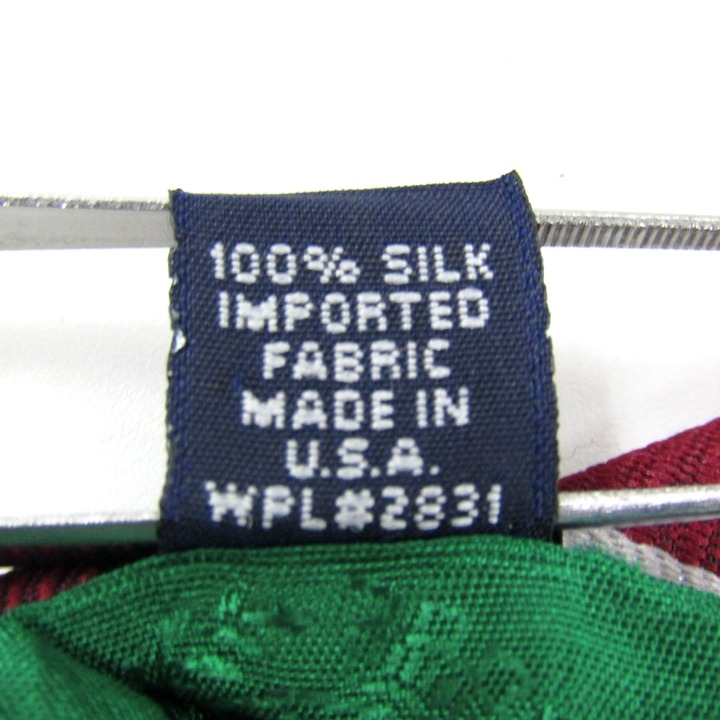 100% SILK
IMPORTED
FABRIC
MADE IN
U.S.A.
WPL#2831